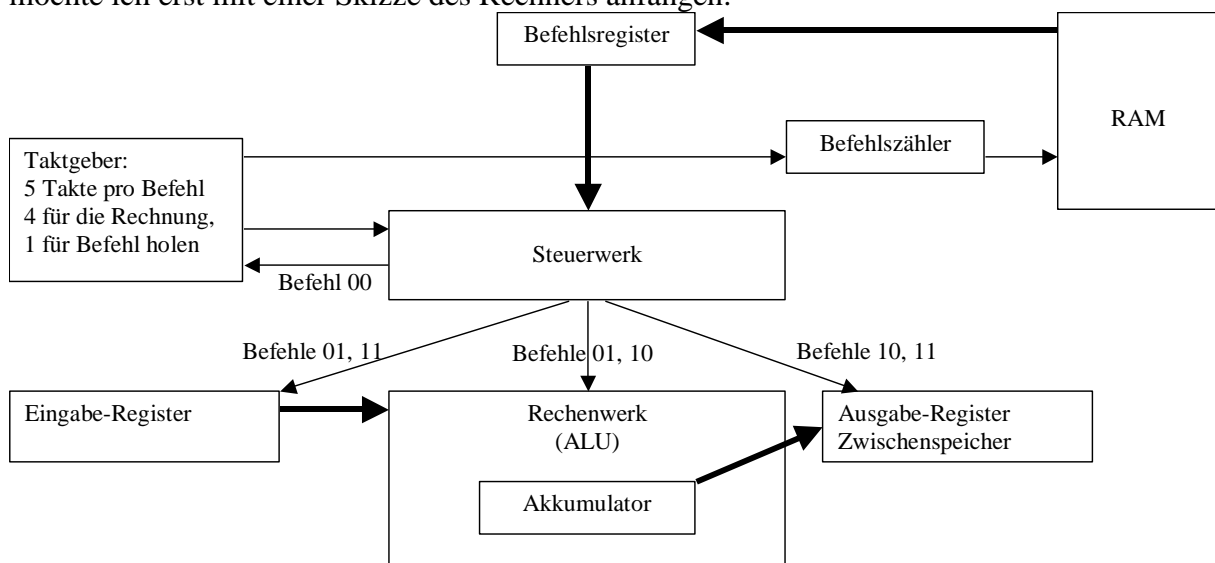 möchte ich erst mit einer Skizze des Rechners anfangen:
Befehlsregister
RAM
Befehlszähler
Taktgeber:
5 Takte pro Befehl
4 für die Rechnung,
1 für Befehl holen
Steuerwerk
Befehl 00
Befehle 01, 11
Befehle 01, 10
Befehle 10, 11
Eingabe-Register
Rechenwerk
(ALU)
Ausgabe-Register
Zwischenspeicher
Akkumulator